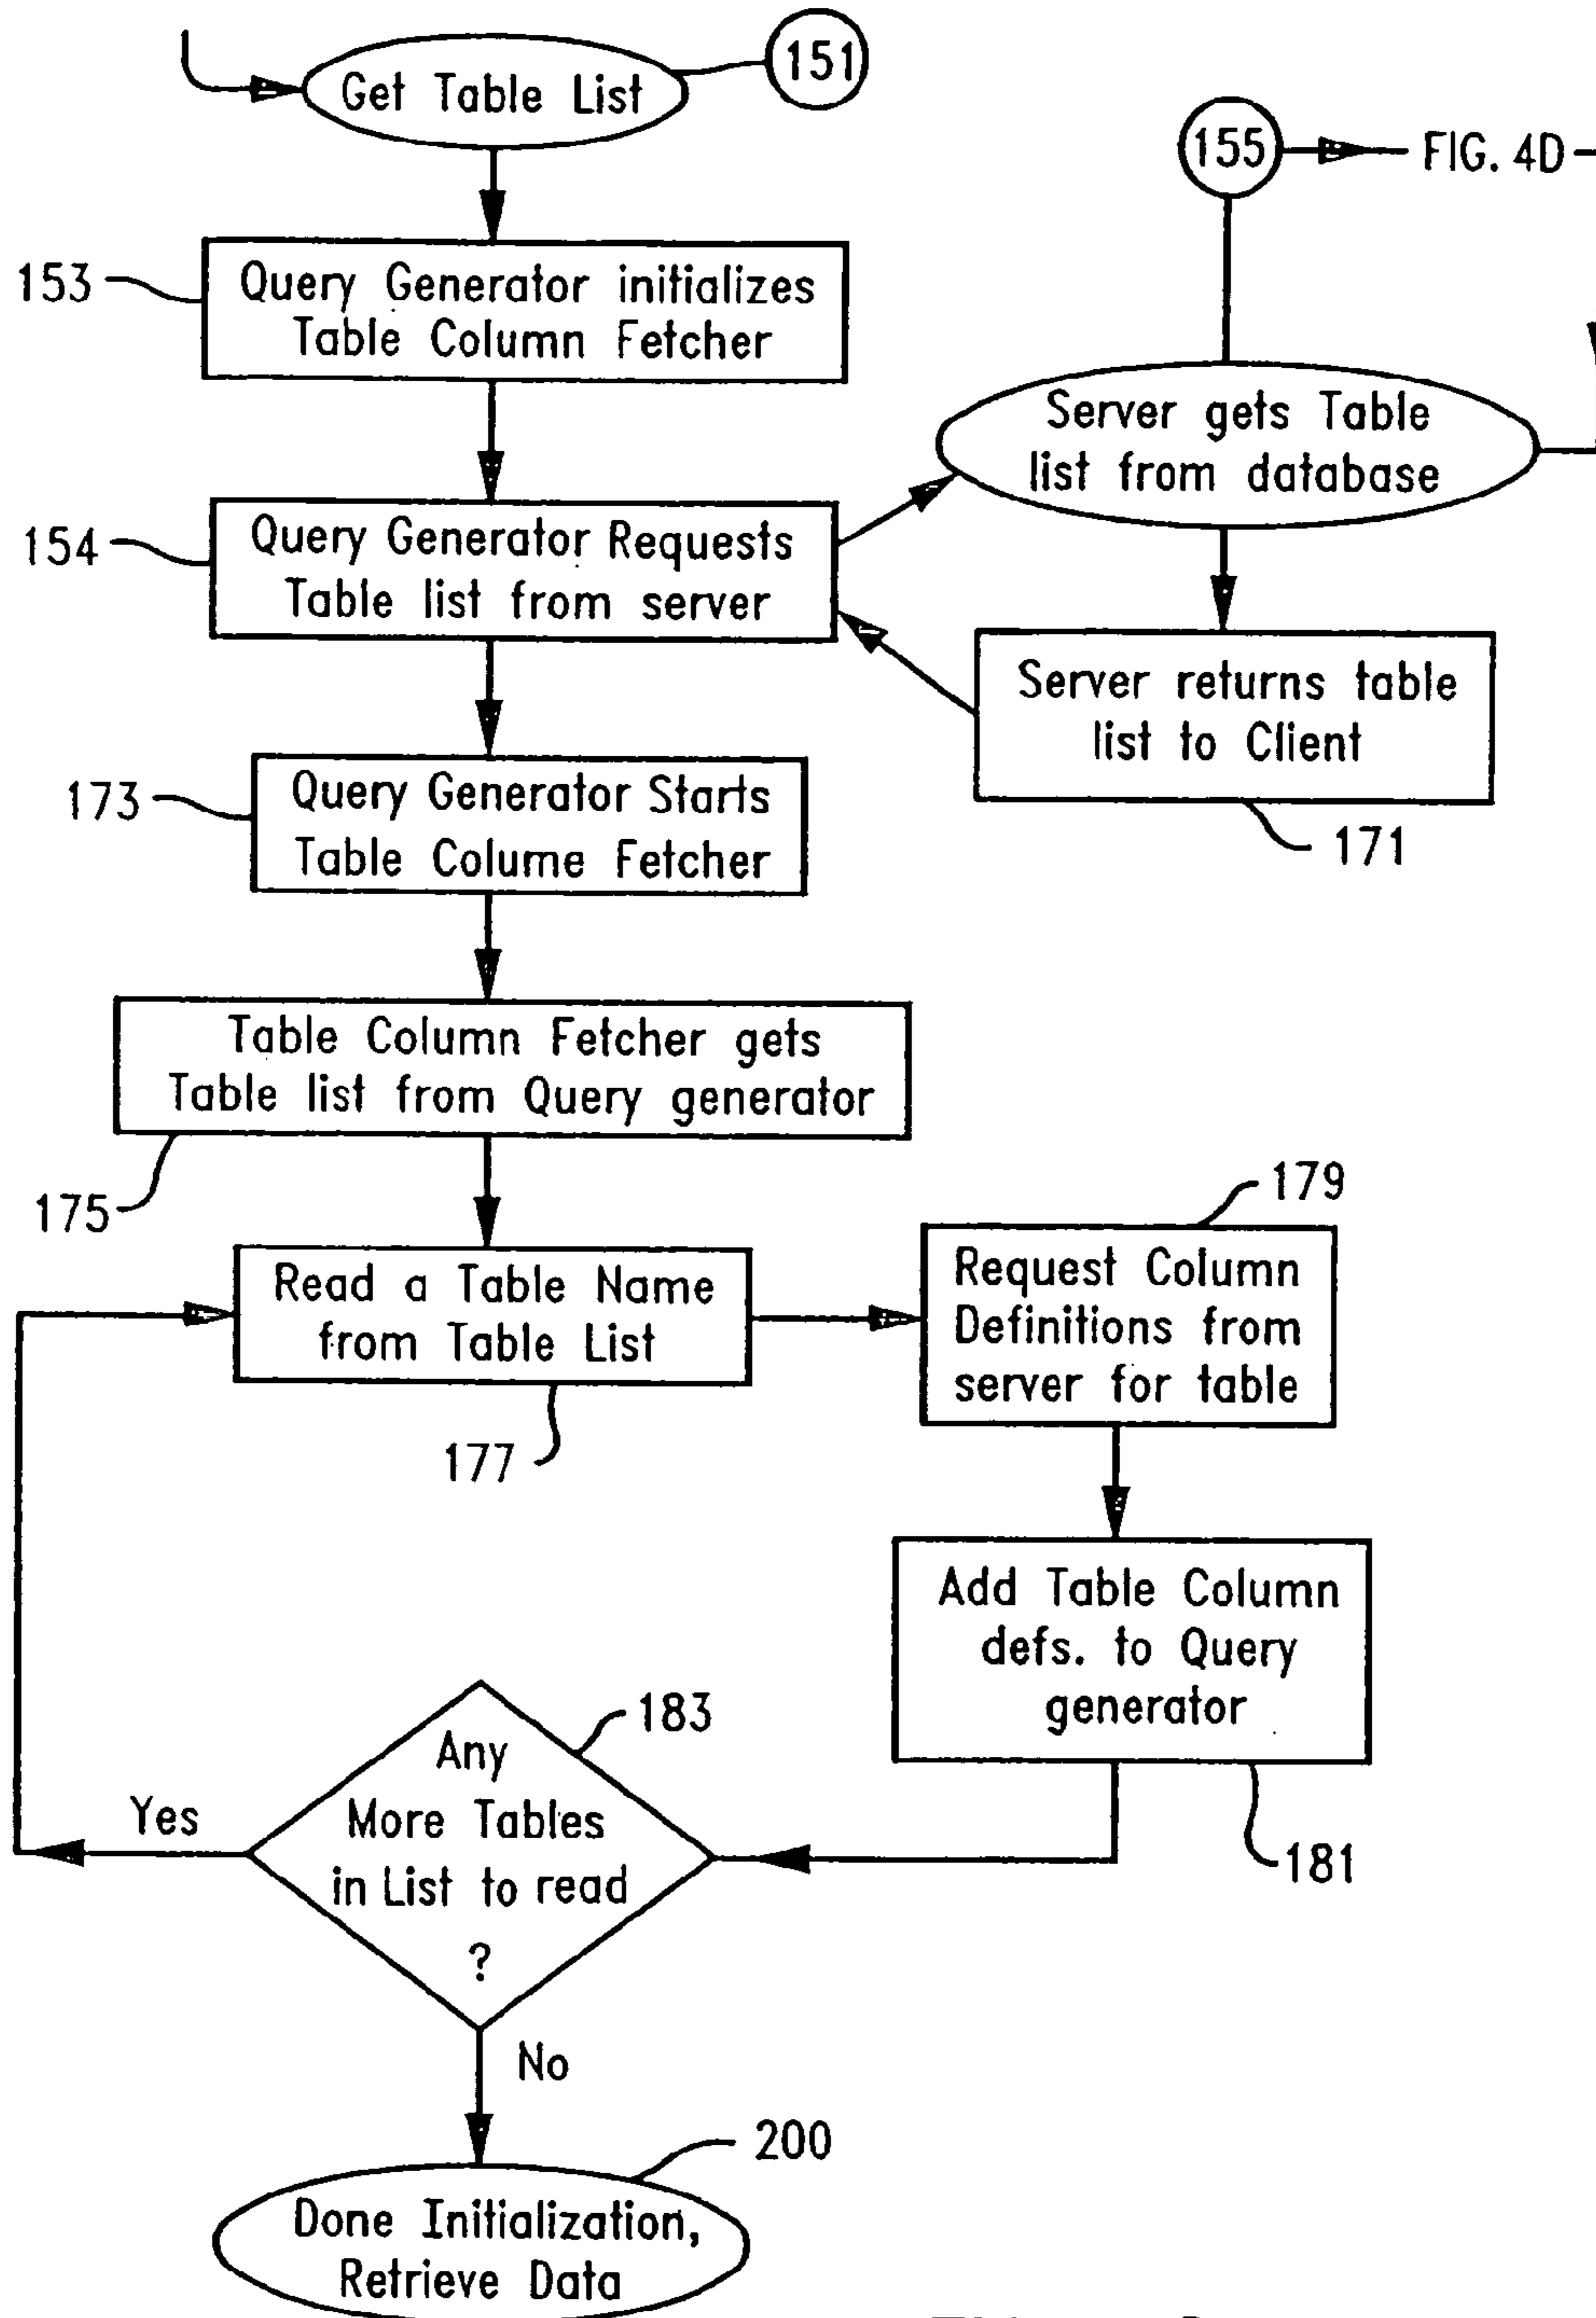 Get Table List
151
155
FIG. 4D
153
Query Generator initializes
Table Column Fetcher
Server gets Table
list from database
154
Query Generator Requests
Table list from server
Server returns table
list to Client
171
173
Query Generator Starts
Table Colume Fetcher
Table Column Fetcher gets
Table list from Query generator
175
179
Read a Table Name
from Table List
177
Request Column
Definitions from
server for table
Add Table Column
defs. to Query
generator
181
183
Any
More Tables
in List to read
?
Yes
No
200
Done Initialization,
Retrieve Data